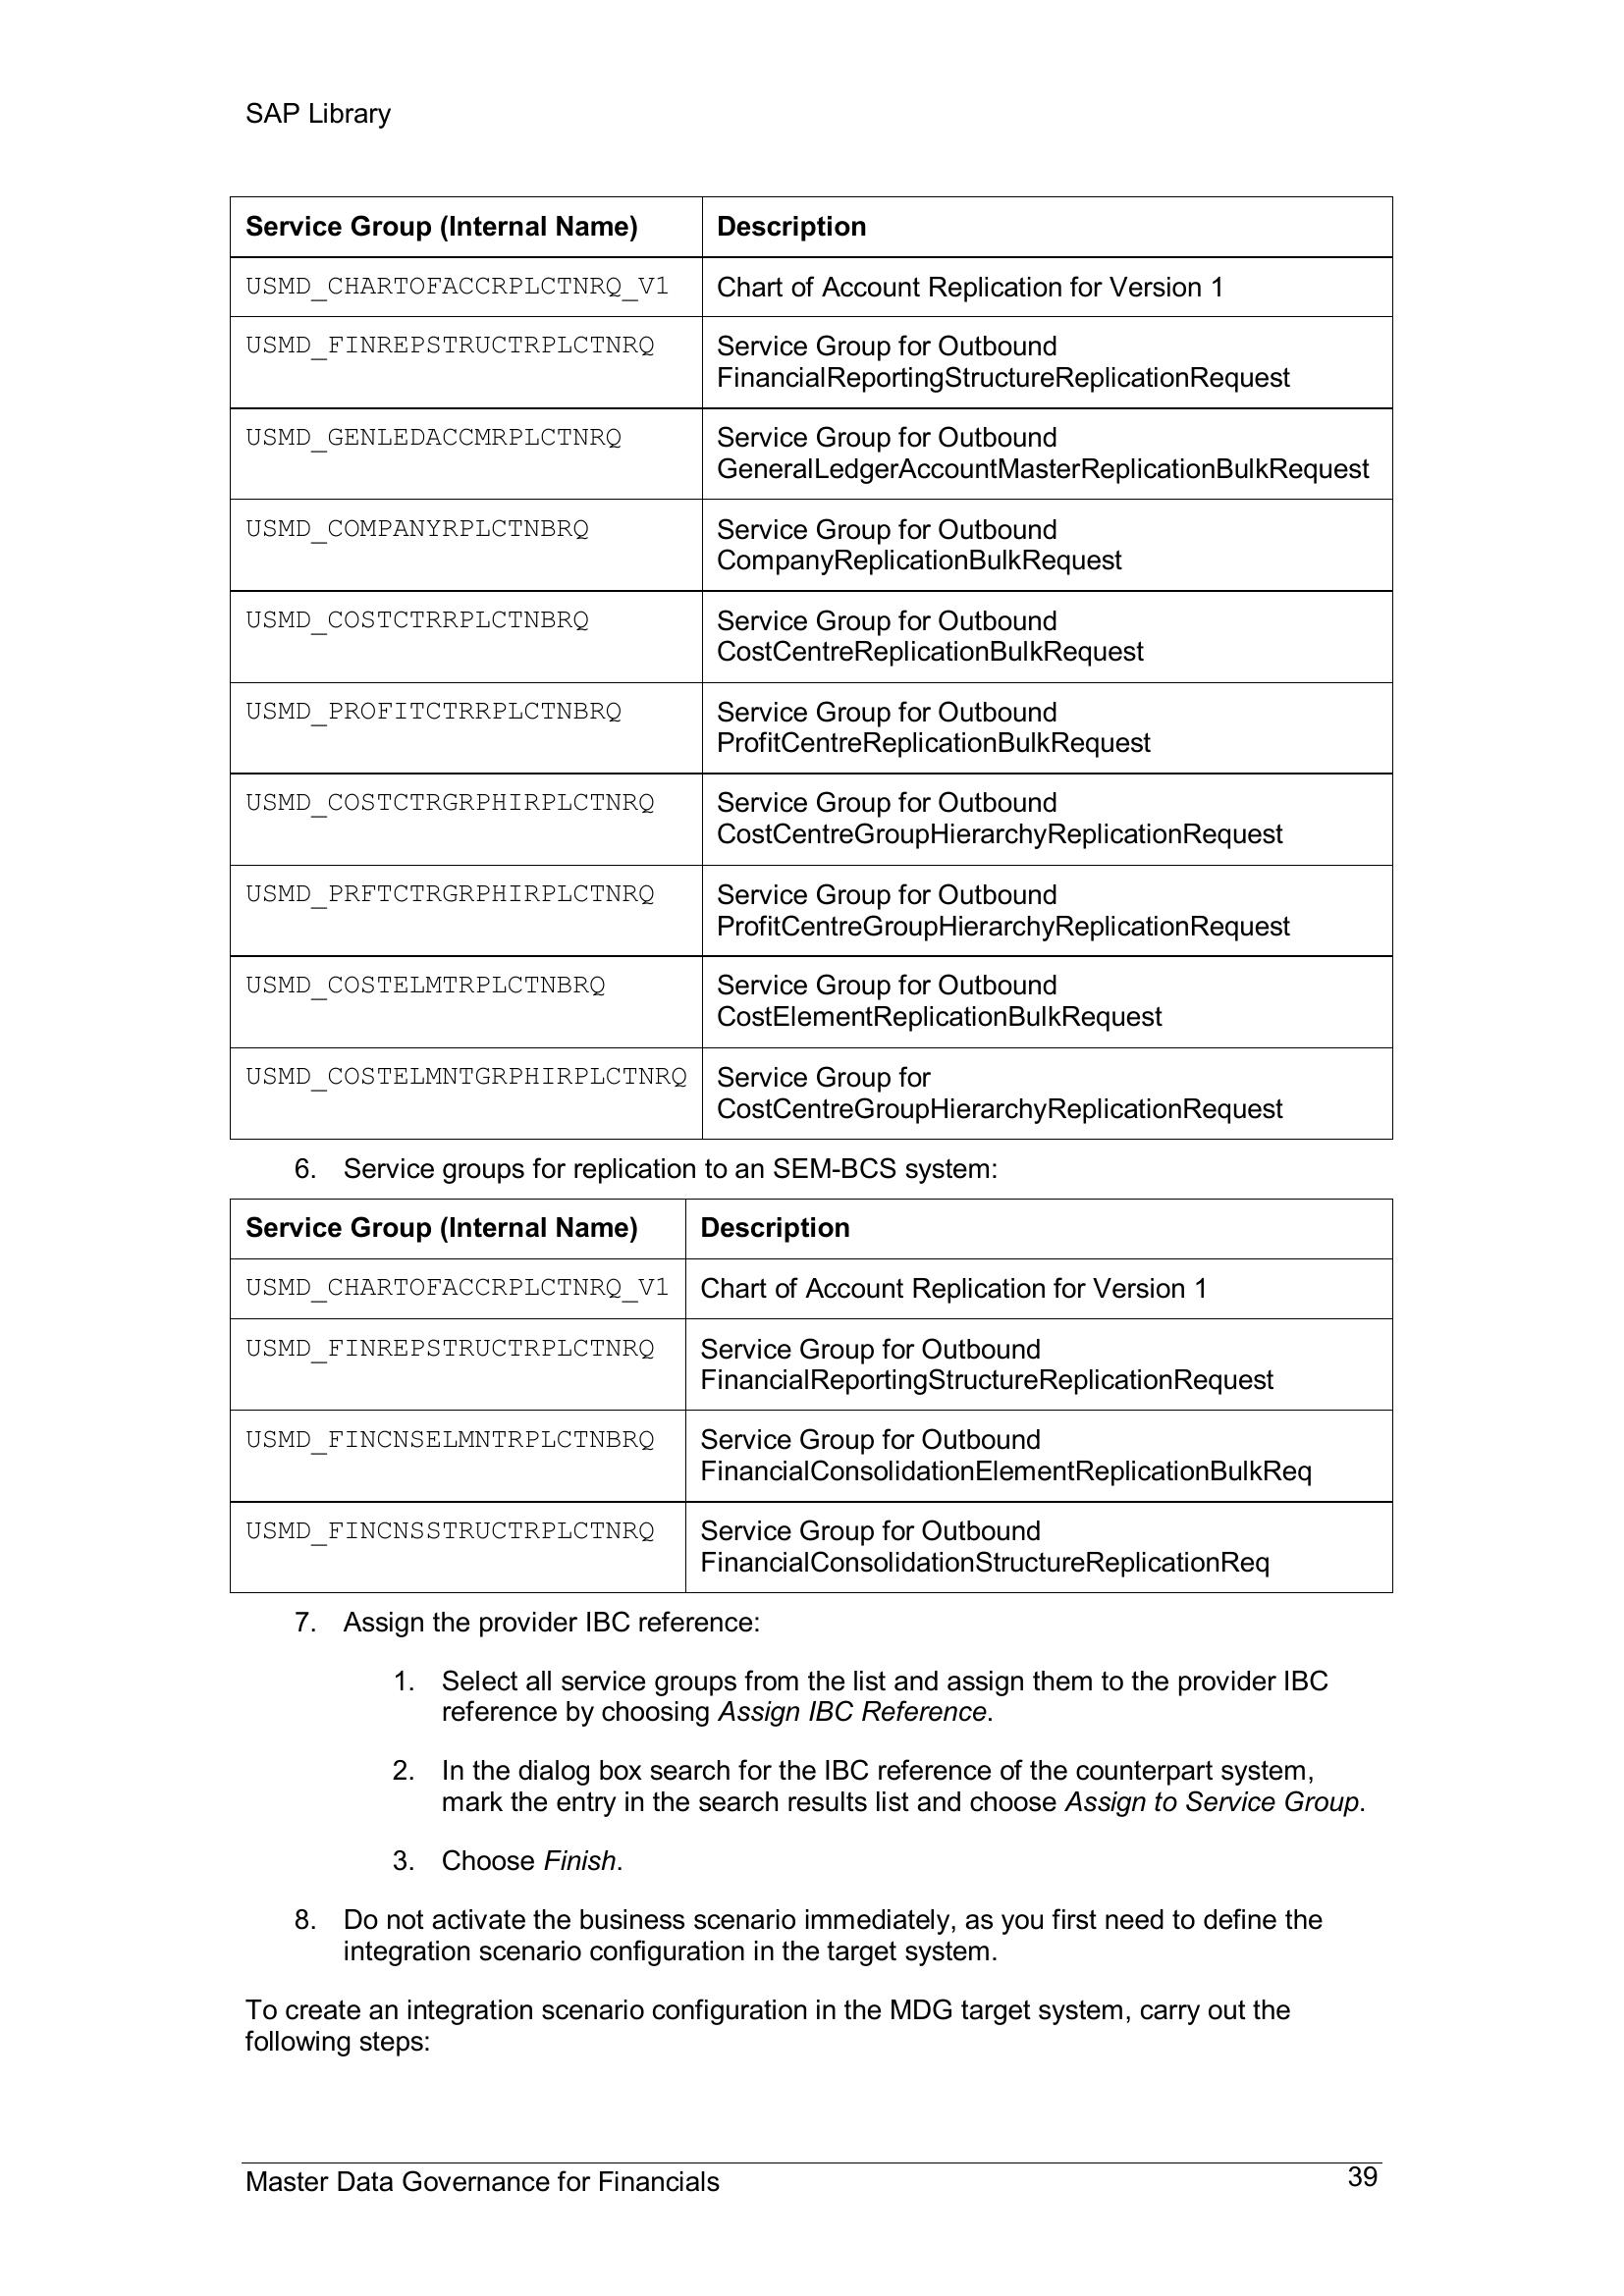 SAP Library
Service Group (Internal Name) Description
USMD_CHARTOFACCRPLCTNRQ_V1 Chart of Account Replication for Version 1
USMD_FINREPSTRUCTRPLCTNRQ Service Group for Outbound
FinancialReportingStructureReplicationRequest
USMD_GENLEDACCMRPLCTNRQ Service Group for Outbound
GeneralLedgerAccountMasterReplicationBulkRequest
USMD_COMPANYRPLCTNBRQ Service Group for Outbound
CompanyReplicationBulkRequest
USMD_COSTCTRRPLCTNBRQ Service Group for Outbound
CostCentreReplicationBulkRequest
USMD_PROFITCTRRPLCTNBRQ Service Group for Outbound
ProfitCentreReplicationBulkRequest
USMD_COSTCTRGRPHIRPLCTNRQ Service Group for Outbound
CostCentreGroupHierarchyReplicationRequest
USMD_PRFTCTRGRPHIRPLCTNRQ Service Group for Outbound
ProfitCentreGroupHierarchyReplicationRequest
USMD_COSTELMTRPLCTNBRQ Service Group for Outbound
CostElementReplicationBulkRequest
USMD_COSTELMNTGRPHIRPLCTNRQ Service Group for
CostCentreGroupHierarchyReplicationRequest
6. Service groups for replication to an SEM-BCS system:
Service Group (Internal Name) Description
USMD_CHARTOFACCRPLCTNRQ_V1 Chart of Account Replication for Version 1
USMD_FINREPSTRUCTRPLCTNRQ Service Group for Outbound
FinancialReportingStructureReplicationRequest
USMD_FINCNSELMNTRPLCTNBRQ Service Group for Outbound
FinancialConsolidationElementReplicationBulkReq
USMD_FINCNSSTRUCTRPLCTNRQ Service Group for Outbound
FinancialConsolidationStructureReplicationReq
7. Assign the provider IBC reference:
1. Select all service groups from the list and assign them to the provider IBC
reference by choosing Assign IBC Reference.
2. In the dialog box search for the IBC reference of the counterpart system,
mark the entry in the search results list and choose Assign to Service Group.
3. Choose Finish.
8. Do not activate the business scenario immediately, as you first need to define the
integration scenario configuration in the target system.
To create an integration scenario configuration in the MDG target system, carry out the
following steps:
Master Data Governance for Financials 39